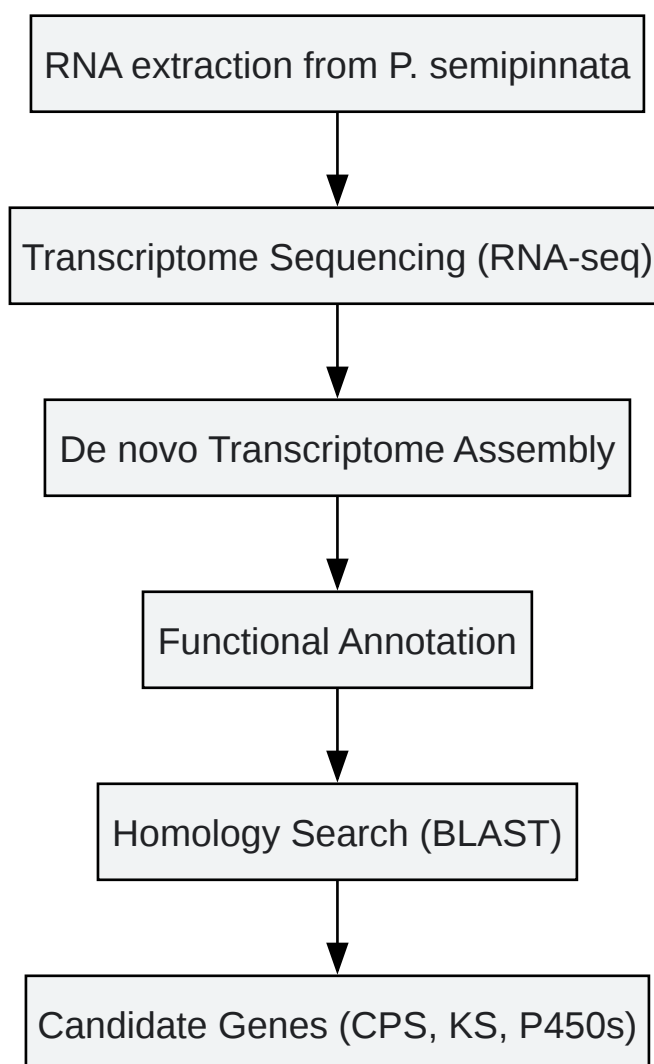 RNA extraction from P. semipinnata
Transcriptome Sequencing (RNA-seq)
De novo Transcriptome Assembly
Functional Annotation
Homology Search (BLAST)
Candidate Genes (CPS, KS, P450s)